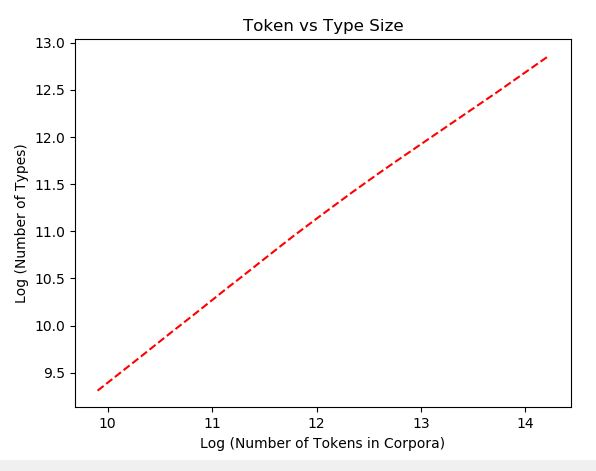 Token vs Type Size
13.0
12.5
12.0
11.5
11.0
10.5
10.0
9.5
Log (Number of Types)
10 11 12 13 14
Log (Number of Tokens in Corpora)